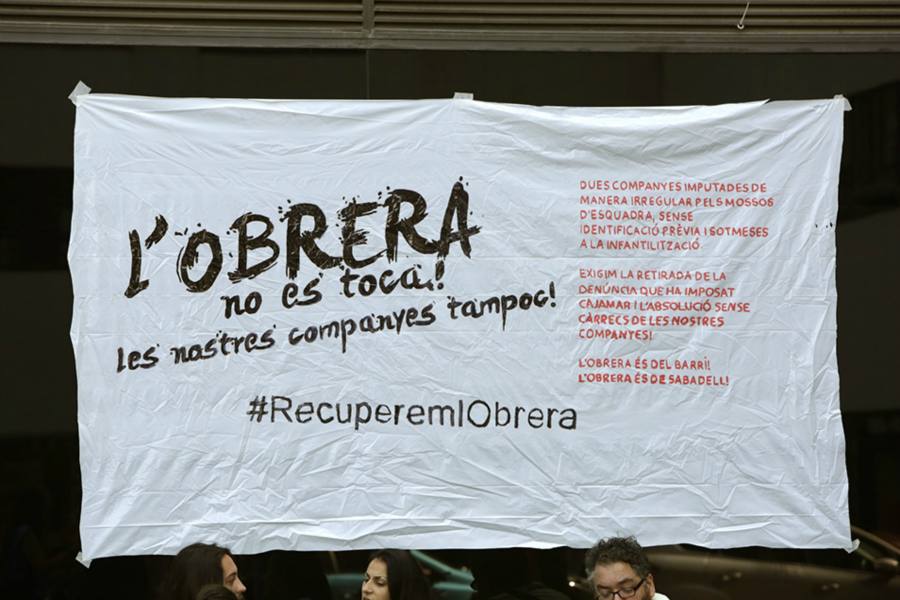 L'OBRERA
no es toca!
les nostres companyes tampoc!
#RecuperemlObrera
DUES COMPANYES IMPUTADES DE
MANERA IRREGULAR PELS MOSSOS
D'ESQUADRA, SENSE
IDENTIFICACIÓ PRÈVIA I SOTMESES
A LA INFANTILITZACIÓ.
EXIGIM LA RETIRADA DE LA
DENÚNCIA QUE HA IMPOSAT
CAJAMAR I L'ABSOLUCIÓ SENSE
CÀRRECS DE LES NOSTRES
COMPANYES!
L'OBRERA ÉS DEL BARRI!
L'OBRERA ÉS DE SABADELL!